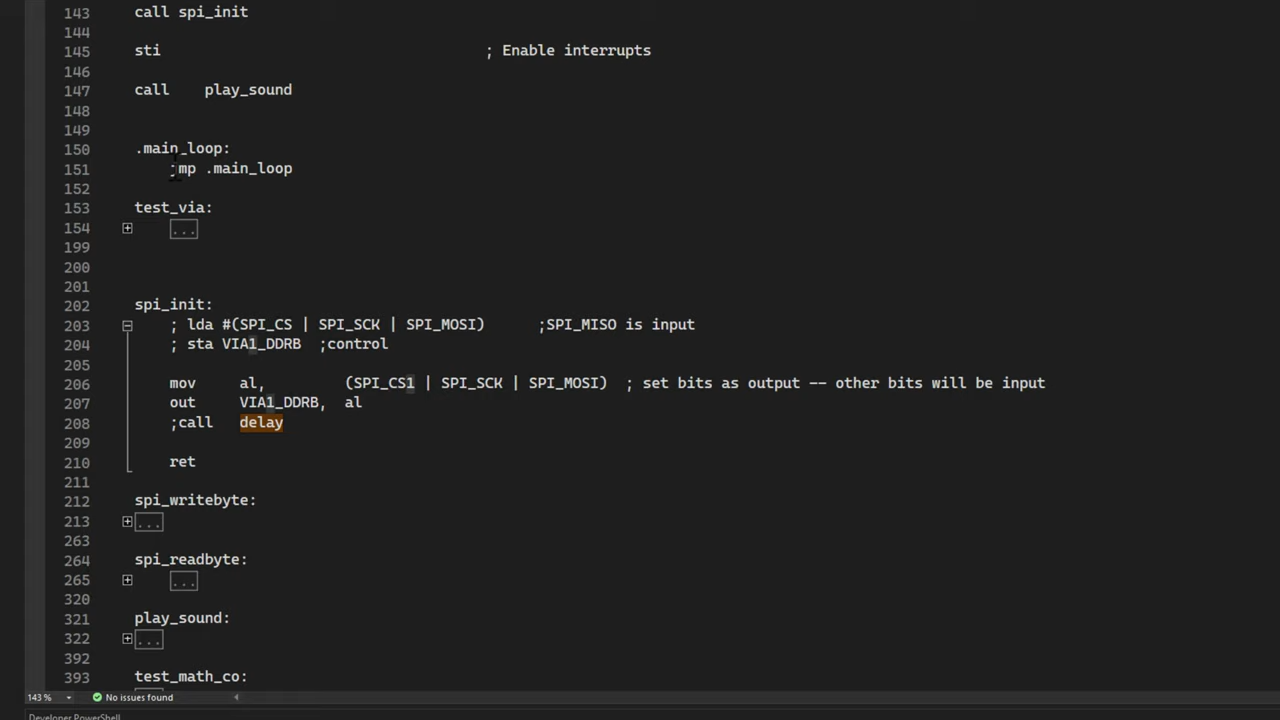 143 call spi_init
144
145 sti ; Enable interrupts
146
147 call play_sound
148
149
150 .main_loop:
151 jmp .main_loop
152
153 test_via:
154 ...
199
200
201
202 spi_init:
203 ; lda #(SPI_CS | SPI_SCK | SPI_MOSI) ;SPI_MISO is input
204 ; sta VIA1_DDRB ;control
205
206 mov al, (SPI_CS1 | SPI_SCK | SPI_MOSI) ; set bits as output -- other bits will be input
207 out VIA1_DDRB, al
208 ;call delay
209
210 ret
211
212 spi_writebyte:
213 ...
263
264 spi_readbyte:
265 ...
320
321 play_sound:
322 ...
392
393 test_math_co:
143 % No issues found
Developer PowerShell